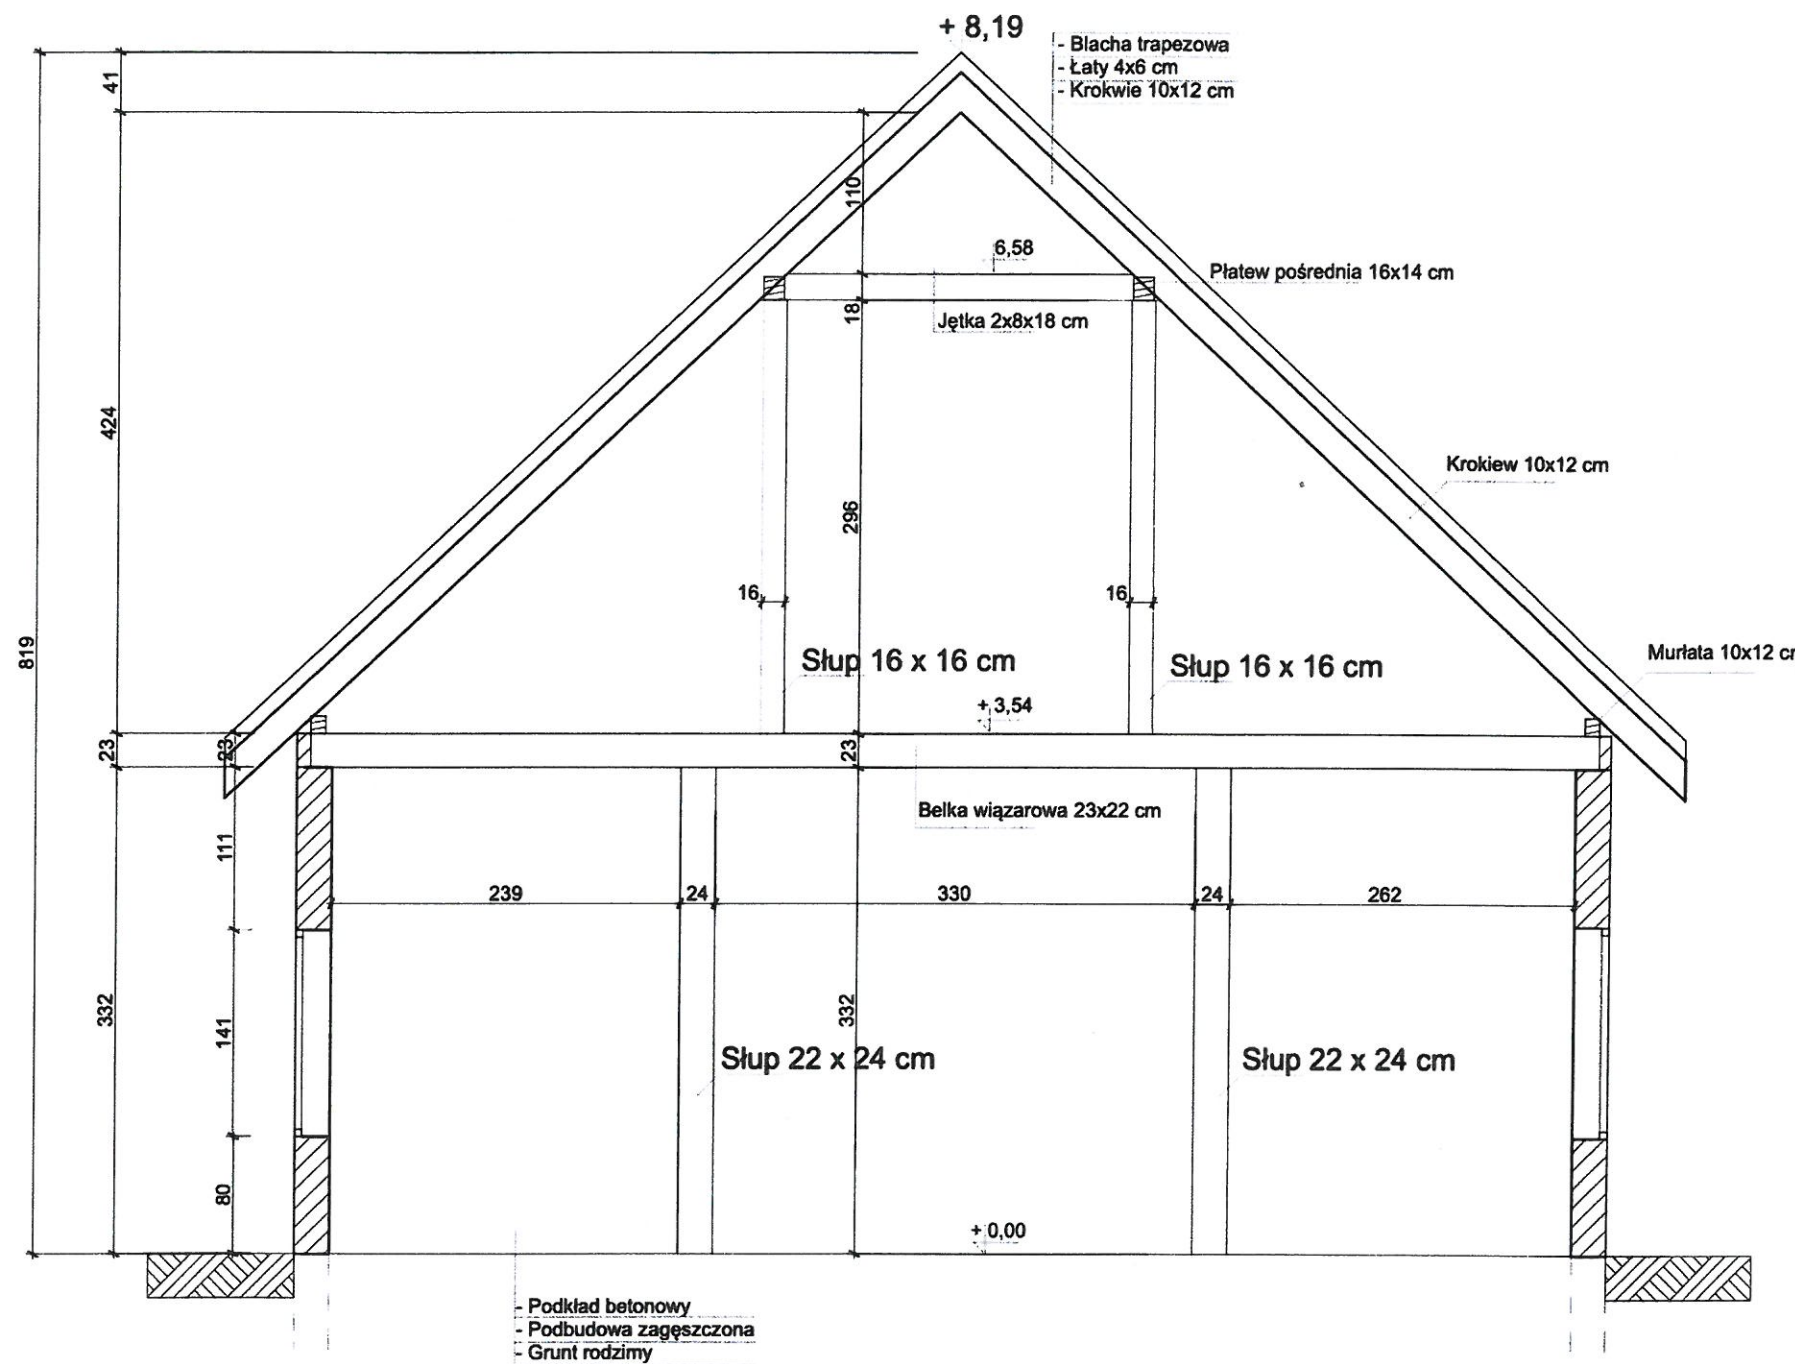 + 8,19
- Blacha trapezowa
- Łaty 4x6 cm
- Krokwie 10x12 cm
41
110
6,58
Płatew pośrednia 16x14 cm
18
Jętka 2x8x18 cm
424
Krokiew 10x12 cm
296
16
16
819
Słup 16 x 16 cm
Słup 16 x 16 cm
Murłata 10x12 cm
+ 3,54
23
23
23
Belka wiązarowa 23x22 cm
111
239
24
330
24
262
332
141
332
Słup 22 x 24 cm
Słup 22 x 24 cm
80
+ 0,00
- Podkład betonowy
- Podbudowa zagęszczona
- Grunt rodzimy